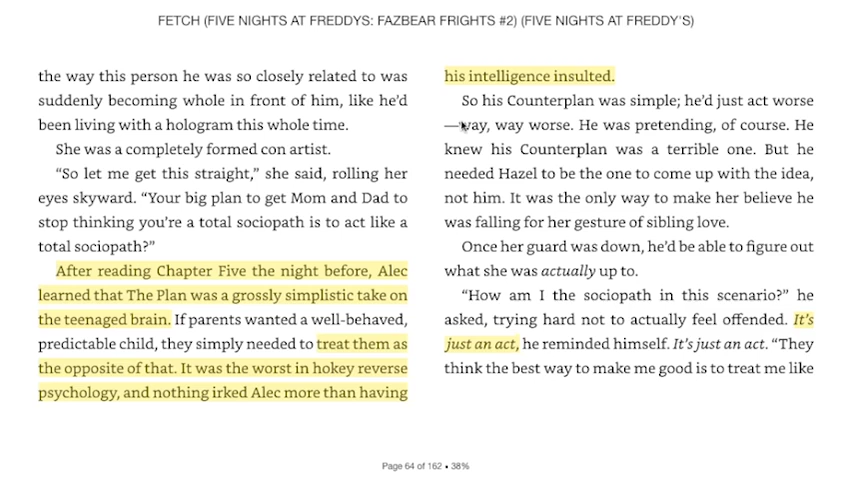 FETCH (FIVE NIGHTS AT FREDDYS: FAZBEAR FRIGHTS #2) (FIVE NIGHTS AT FREDDY'S)
the way this person he was so closely related to was
suddenly becoming whole in front of him, like he'd
been living with a hologram this whole time.
She was a completely formed con artist.
“So let me get this straight,” she said, rolling her
eyes skyward. “Your big plan to get Mom and Dad to
stop thinking you're a total sociopath is to act like a
total sociopath?”
After reading Chapter Five the night before, Alec
learned that The Plan was a grossly simplistic take on
the teenaged brain. If parents wanted a well-behaved,
predictable child, they simply needed to treat them as
the opposite of that. It was the worst in hokey reverse
psychology, and nothing irked Alec more than having
his intelligence insulted.
So his Counterplan was simple; he'd just act worse
—way, way worse. He was pretending, of course. He
knew his Counterplan was a terrible one. But he
needed Hazel to be the one to come up with the idea,
not him. It was the only way to make her believe he
was falling for her gesture of sibling love.
Once her guard was down, he'd be able to figure out
what she was actually up to.
“How am I the sociopath in this scenario?” he
asked, trying hard not to actually feel offended. It's
just an act, he reminded himself. It's just an act. “They
think the best way to make me good is to treat me like
Page 64 of 162 • 38%